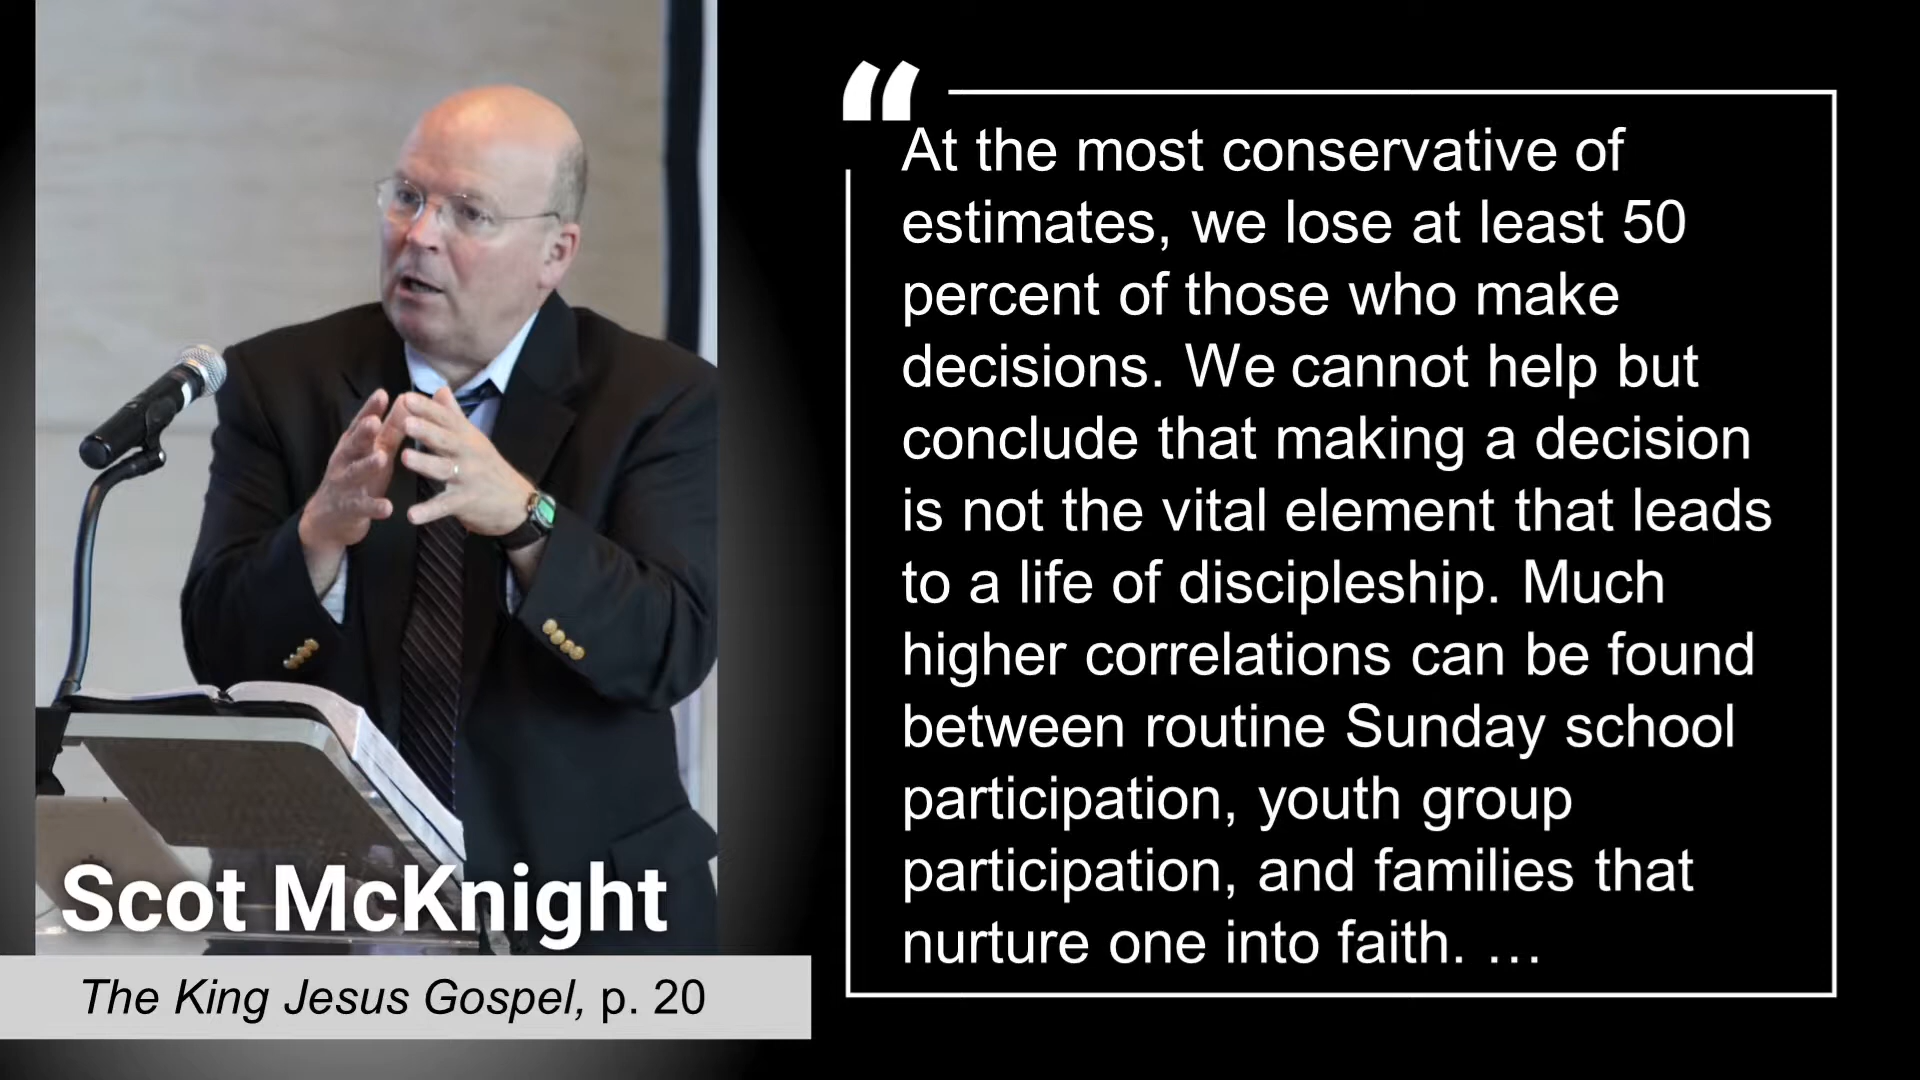 “
At the most conservative of
estimates, we lose at least 50
percent of those who make
decisions. We cannot help but
conclude that making a decision
is not the vital element that leads
to a life of discipleship. Much
higher correlations can be found
between routine Sunday school
participation, youth group
participation, and families that
nurture one into faith. …
Scot McKnight
The King Jesus Gospel, p. 20